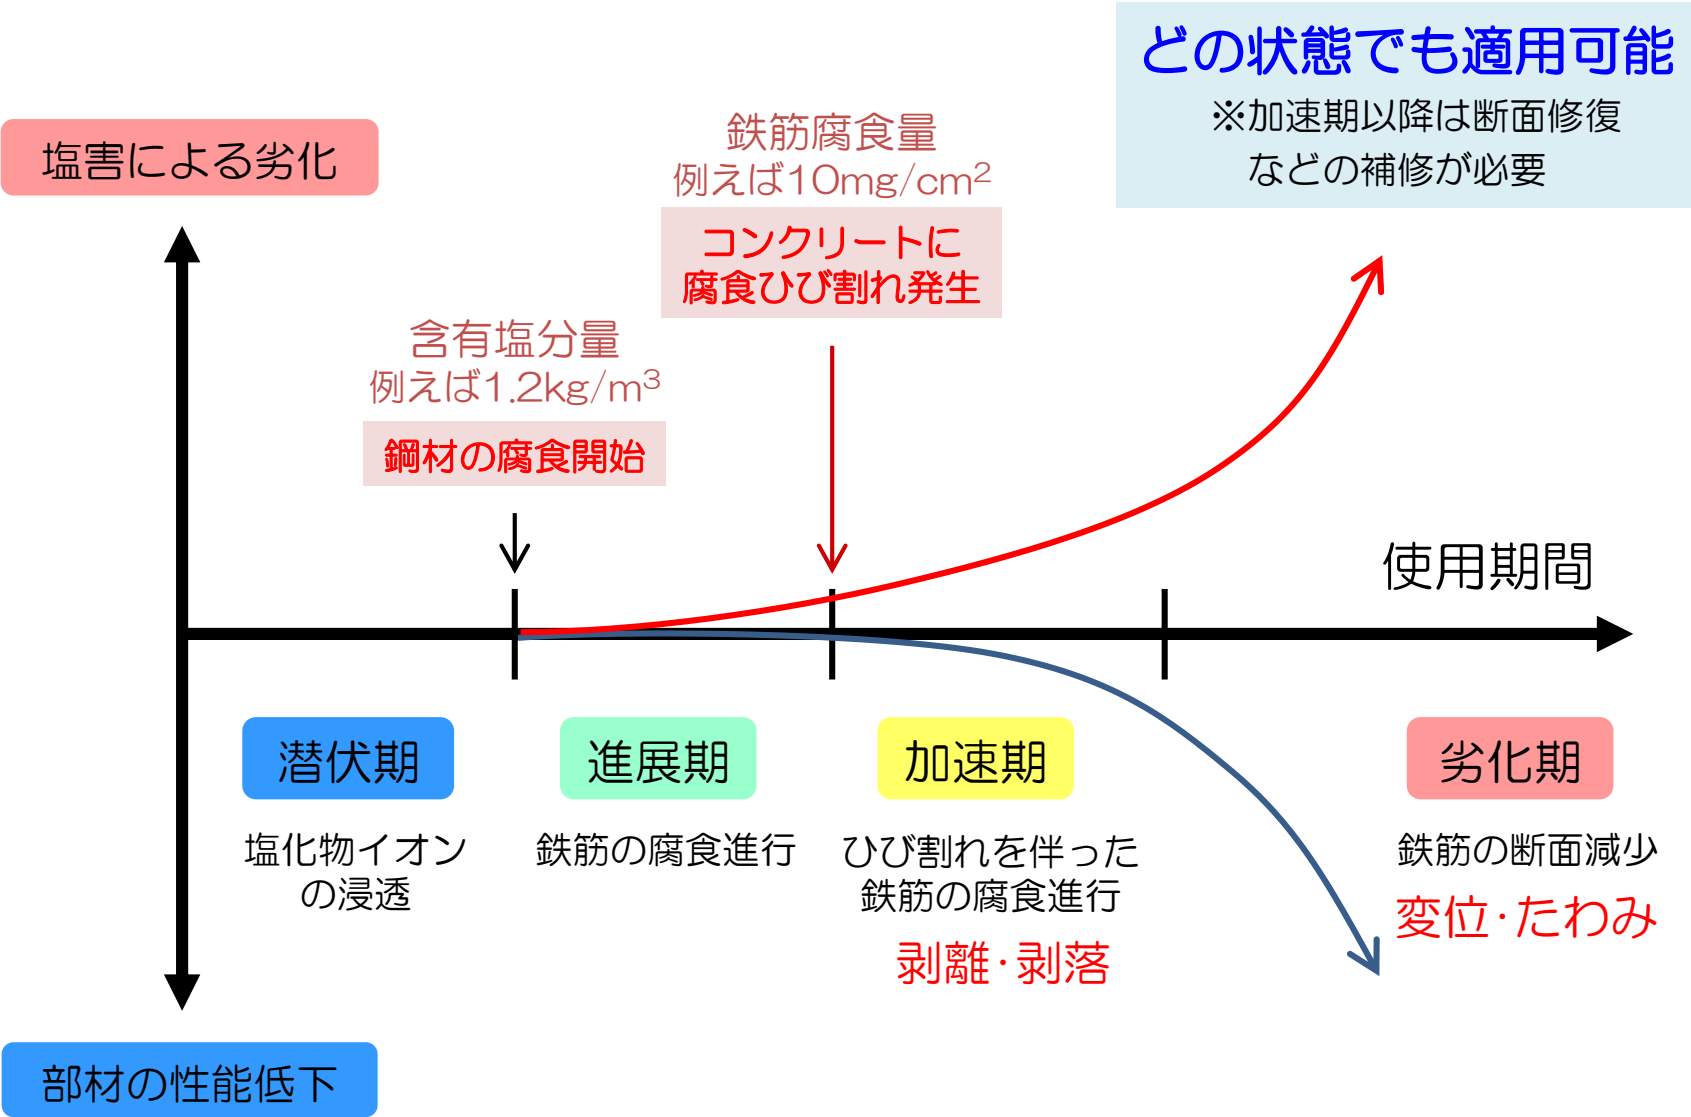 どの状態でも適用可能
※加速期以降は断面修復
などの補修が必要
塩害による劣化
鉄筋腐食量
例えば10mg/cm²
コンクリートに
腐食ひび割れ発生
含有塩分量
例えば1.2kg/m³
鋼材の腐食開始
使用期間
潜伏期
塩化物イオン
の浸透
進展期
鉄筋の腐食進行
加速期
ひび割れを伴った
鉄筋の腐食進行
剥離・剥落
劣化期
鉄筋の断面減少
変位・たわみ
部材の性能低下